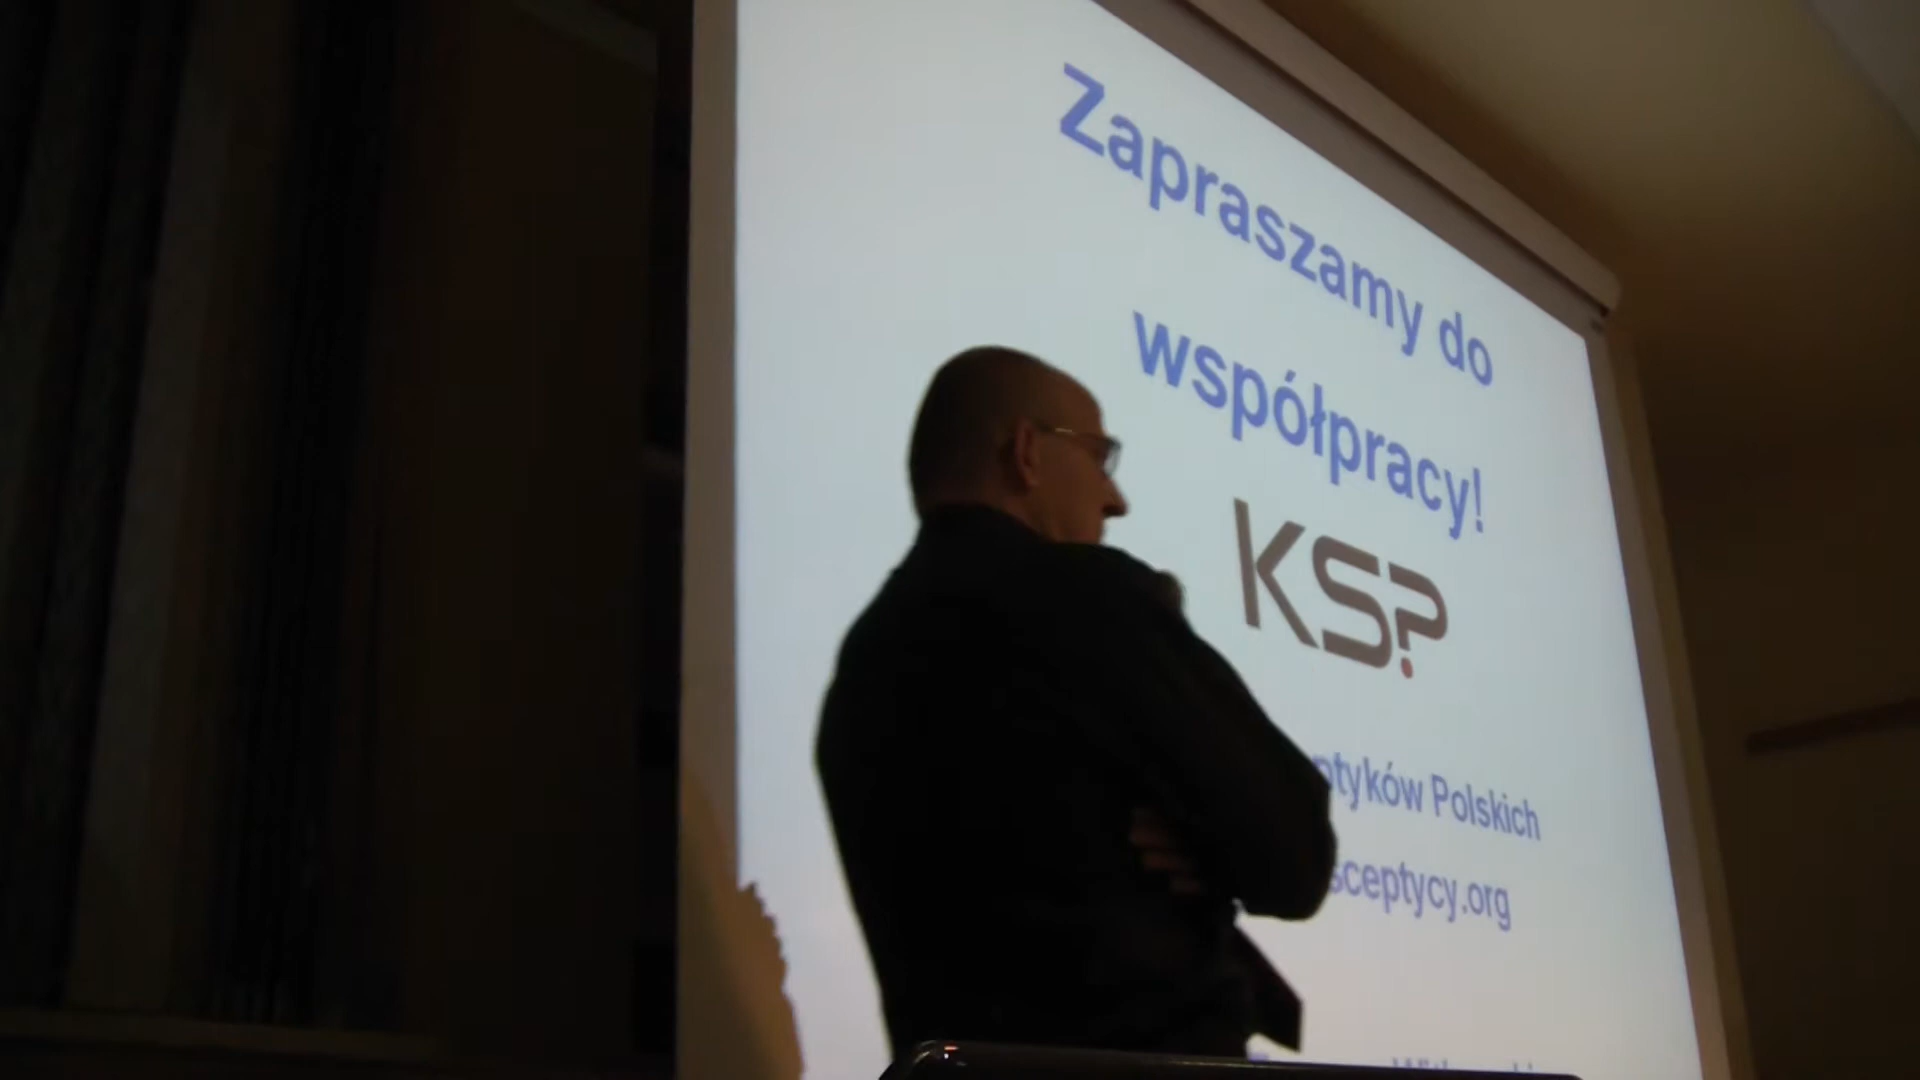 Zapraszamy do
współpracy!
KS?
ptyków Polskich
sceptycy.org